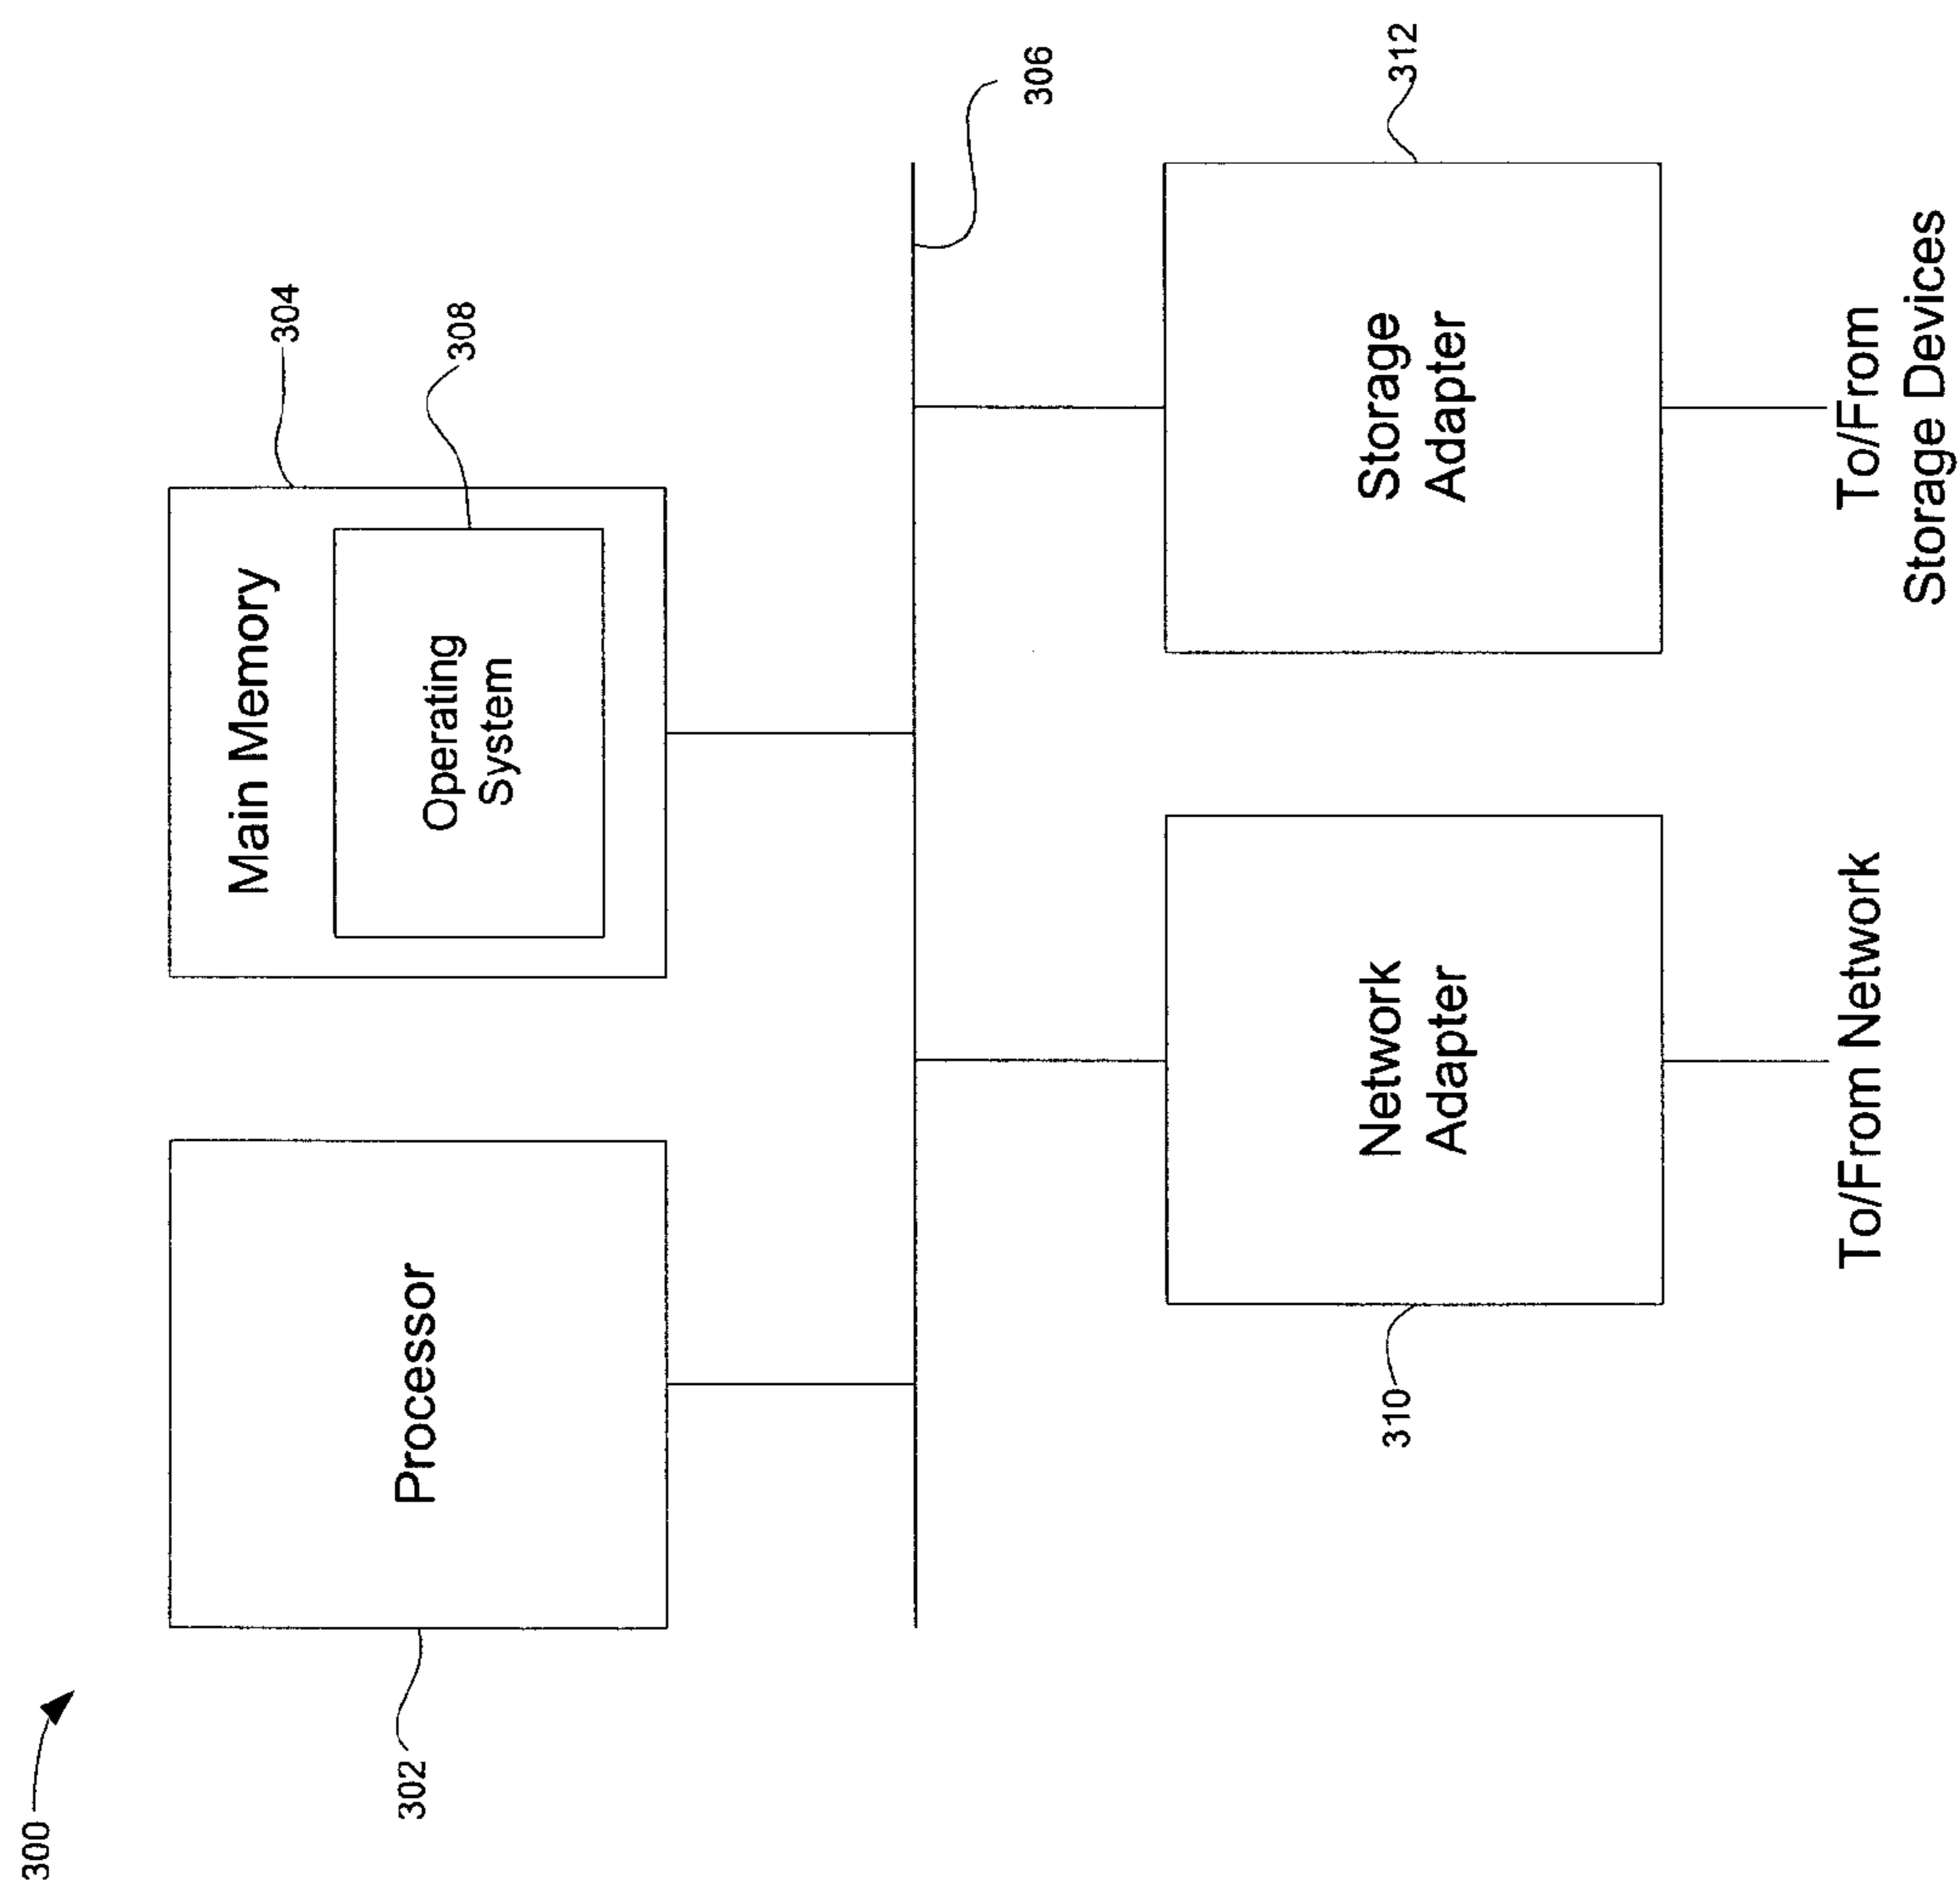 300
302
Processor
Main Memory
304
Operating
System
308
306
310
Network
Adapter
Storage
Adapter
312
To/From Network
To/From
Storage Devices